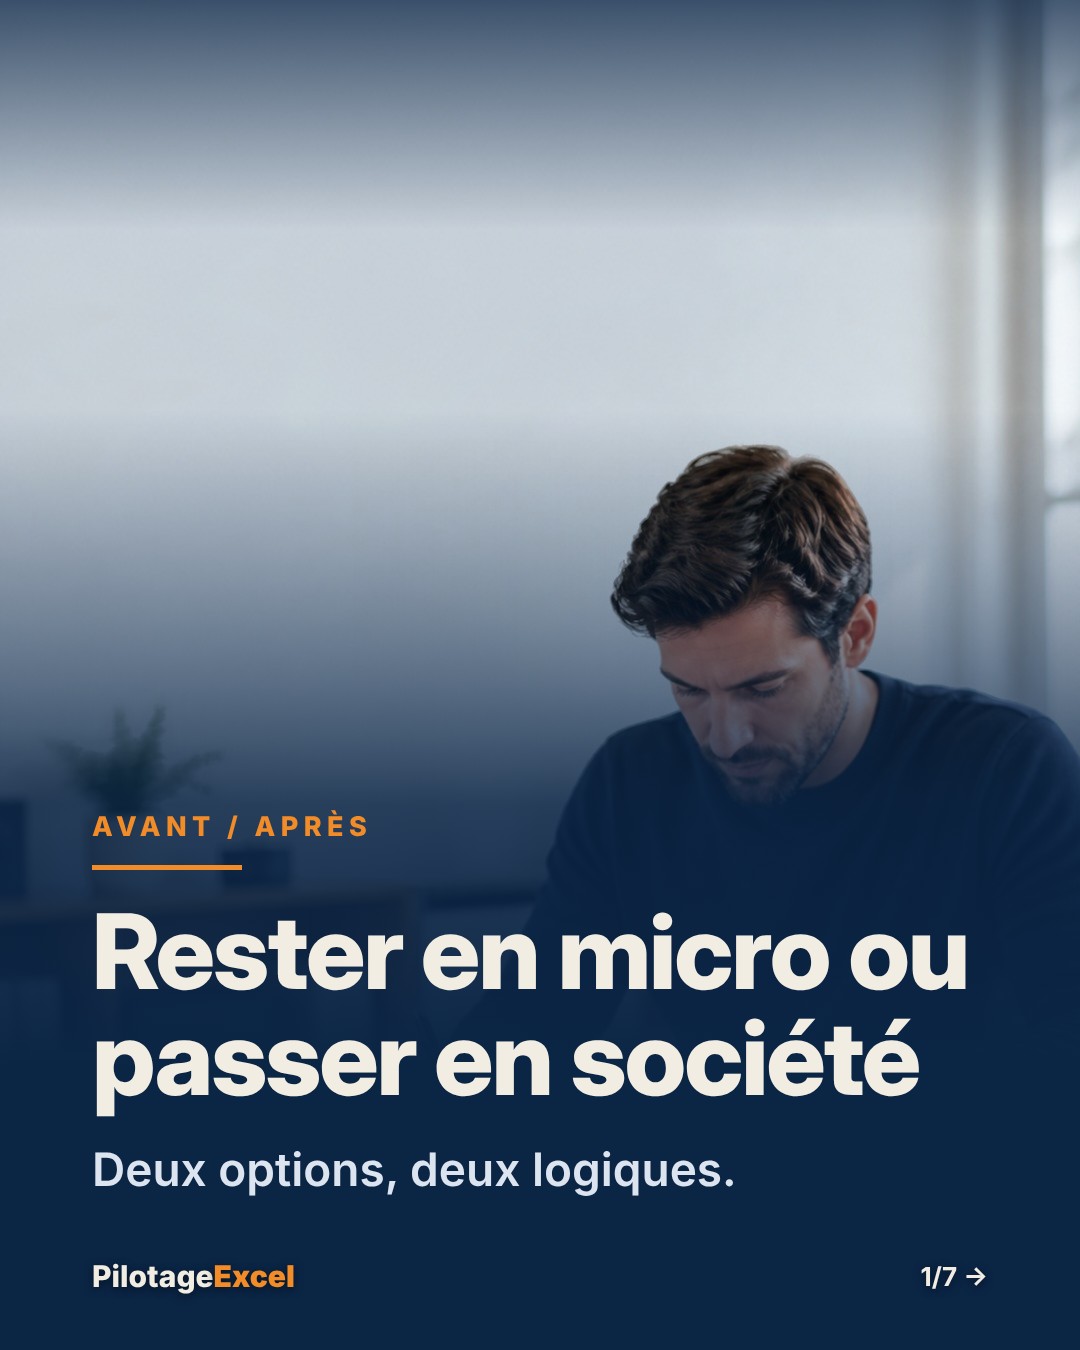 AVANT / APRÈS
Rester en micro ou
passer en société
Deux options, deux logiques.
PilotageExcel
1/7 →